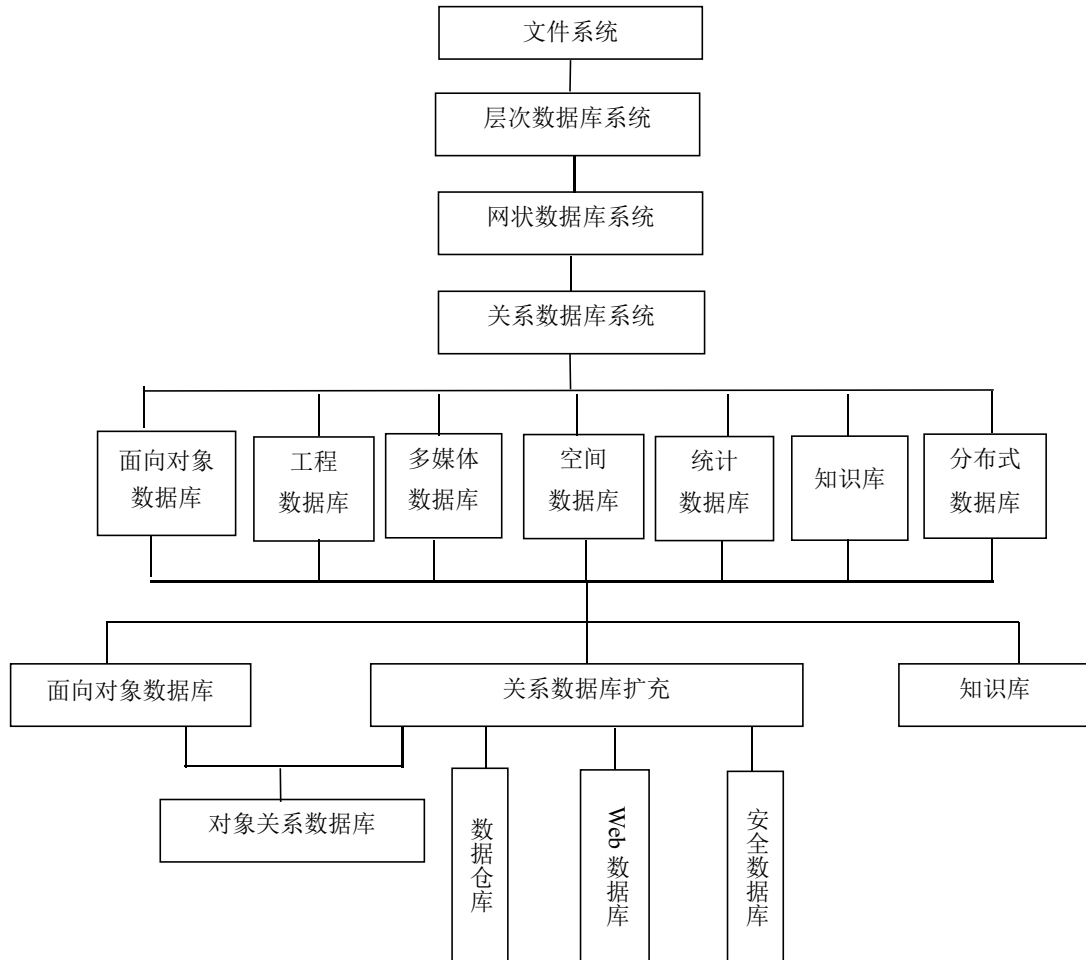 文件系统
层次数据库系统
网状数据库系统
关系数据库系统
面向对象
数据库
工程
数据库
多媒体
数据库
空间
数据库
统计
数据库
知识库
分布式
数据库
面向对象数据库
关系数据库扩充
知识库
对象关系数据库
数据仓库
Web 数据库
安全数据库